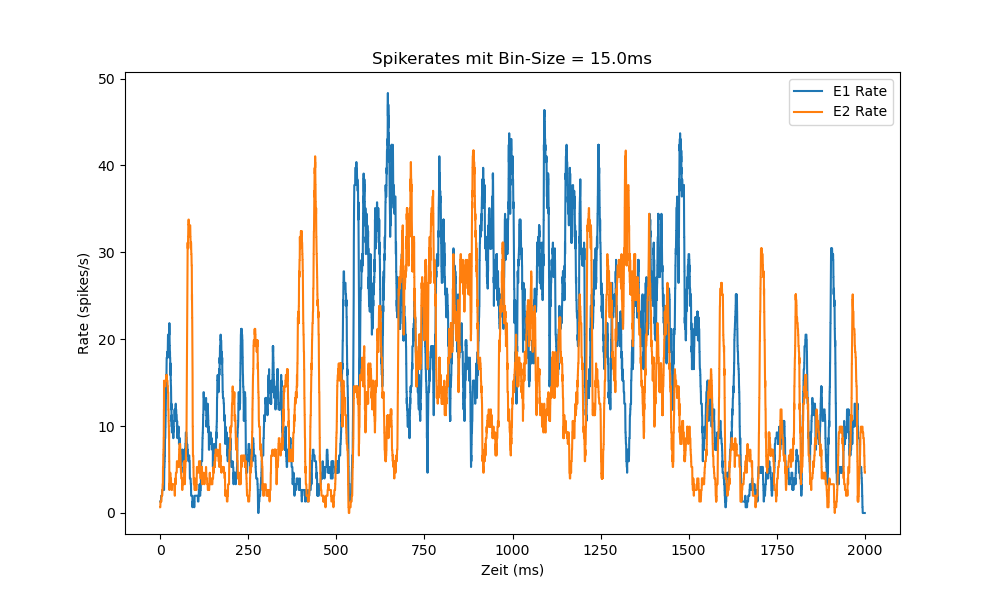 Spikerates mit Bin-Size = 15.0ms
E1 Rate
E2 Rate
Rate (spikes/s)
50
40
30
20
10
0
0 250 500 750 1000 1250 1500 1750 2000
Zeit (ms)